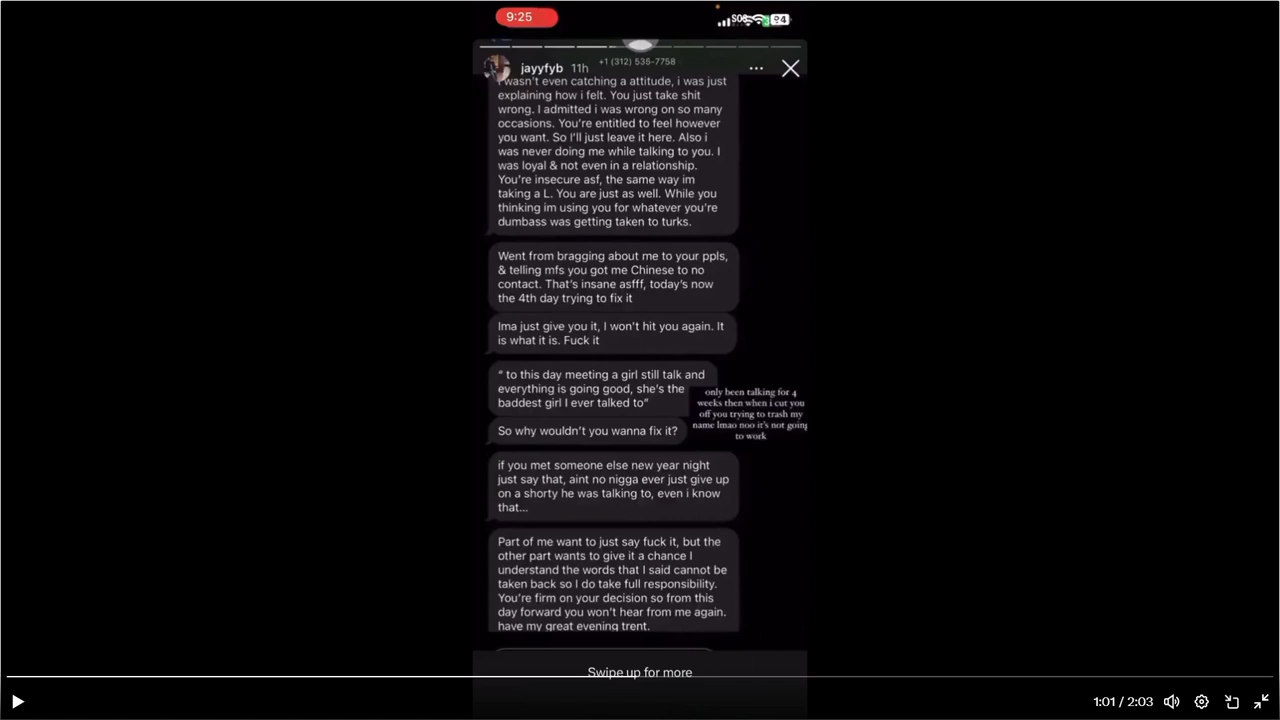 9:25
SOS
24
jayyfyb 11h
+1 (312) 535-7758
I wasn't even catching a attitude, i was just
explaining how i felt. You just take shit
wrong. I admitted i was wrong on so many
occasions. You're entitled to feel however
you want. So I'll just leave it here. Also i
was never doing me while talking to you. I
was loyal & not even in a relationship.
You're insecure asf, the same way im
taking a L. You are just as well. While you
thinking im using you for whatever you're
dumbass was getting taken to turks.
Went from bragging about me to your ppls,
& telling mfs you got me Chinese to no
contact. That's insane asfff, today's now
the 4th day trying to fix it
Ima just give you it, I won't hit you again. It
is what it is. Fuck it
“ to this day meeting a girl still talk and
everything is going good, she's the
baddest girl I ever talked to”
So why wouldn't you wanna fix it?
only been talking for 4
weeks then when i cut you
off you trying to trash my
name lmao noo it's not going
to work
if you met someone else new year night
just say that, aint no nigga ever just give up
on a shorty he was talking to, even i know
that...
Part of me want to just say fuck it, but the
other part wants to give it a chance I
understand the words that I said cannot be
taken back so I do take full responsibility.
You're firm on your decision so from this
day forward you won't hear from me again.
have my great evening trent.
Swipe up for more
1:01 / 2:03